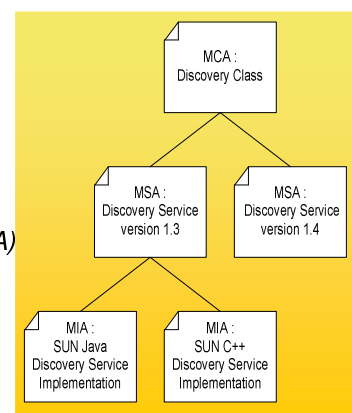 MCA :
Discovery Class
MSA :
Discovery Service
version 1.3
MSA :
Discovery Service
version 1.4
A)
MIA :
SUN Java
Discovery Service
Implementation
MIA :
SUN C++
Discovery Service
Implementation